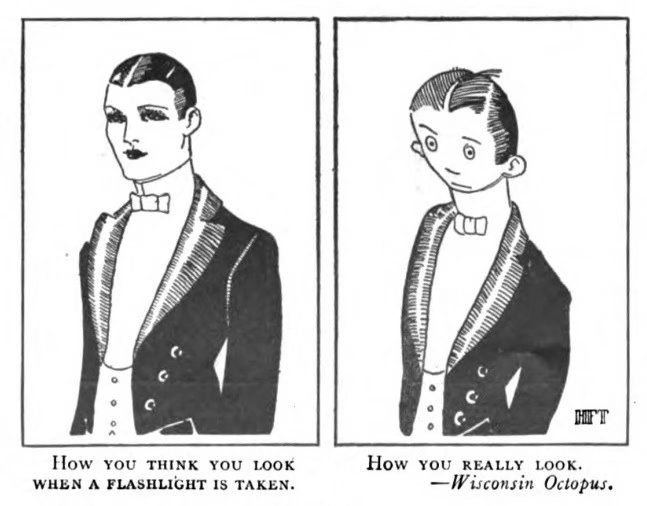 HOW YOU THINK YOU LOOK
WHEN A FLASHLIGHT IS TAKEN.
HOW YOU REALLY LOOK.
—Wisconsin Octopus.
HFT